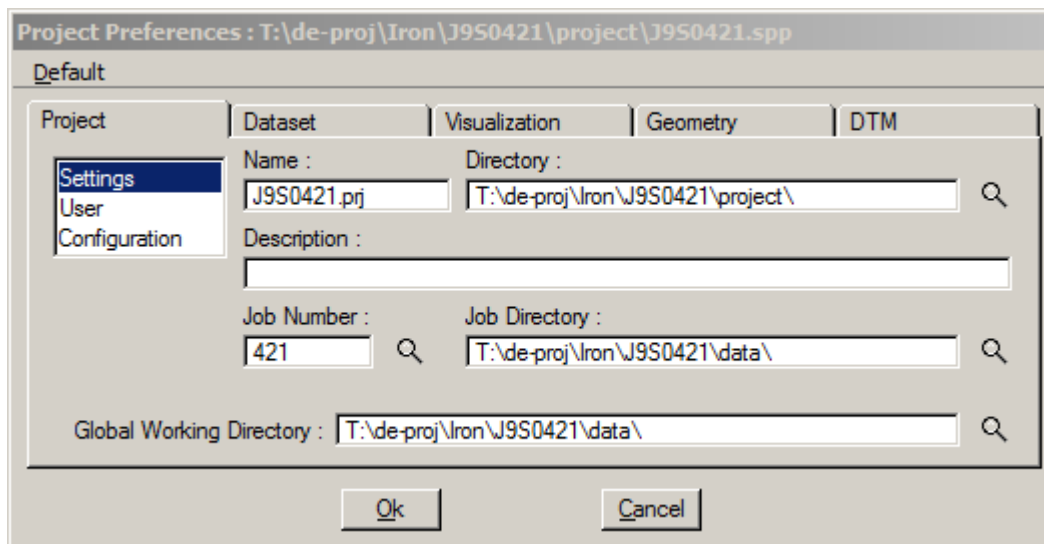 Project Preferences : T:\de-proj\Iron\J9S0421\project\J9S0421.spp
Default
Project Dataset Visualization Geometry DTM
Settings
User
Configuration
Name : Directory :
J9S0421.prj T:\de-proj\Iron\J9S0421\project\
Description :
Job Number : Job Directory :
421 T:\de-proj\Iron\J9S0421\data\
Global Working Directory : T:\de-proj\Iron\J9S0421\data\
Ok Cancel